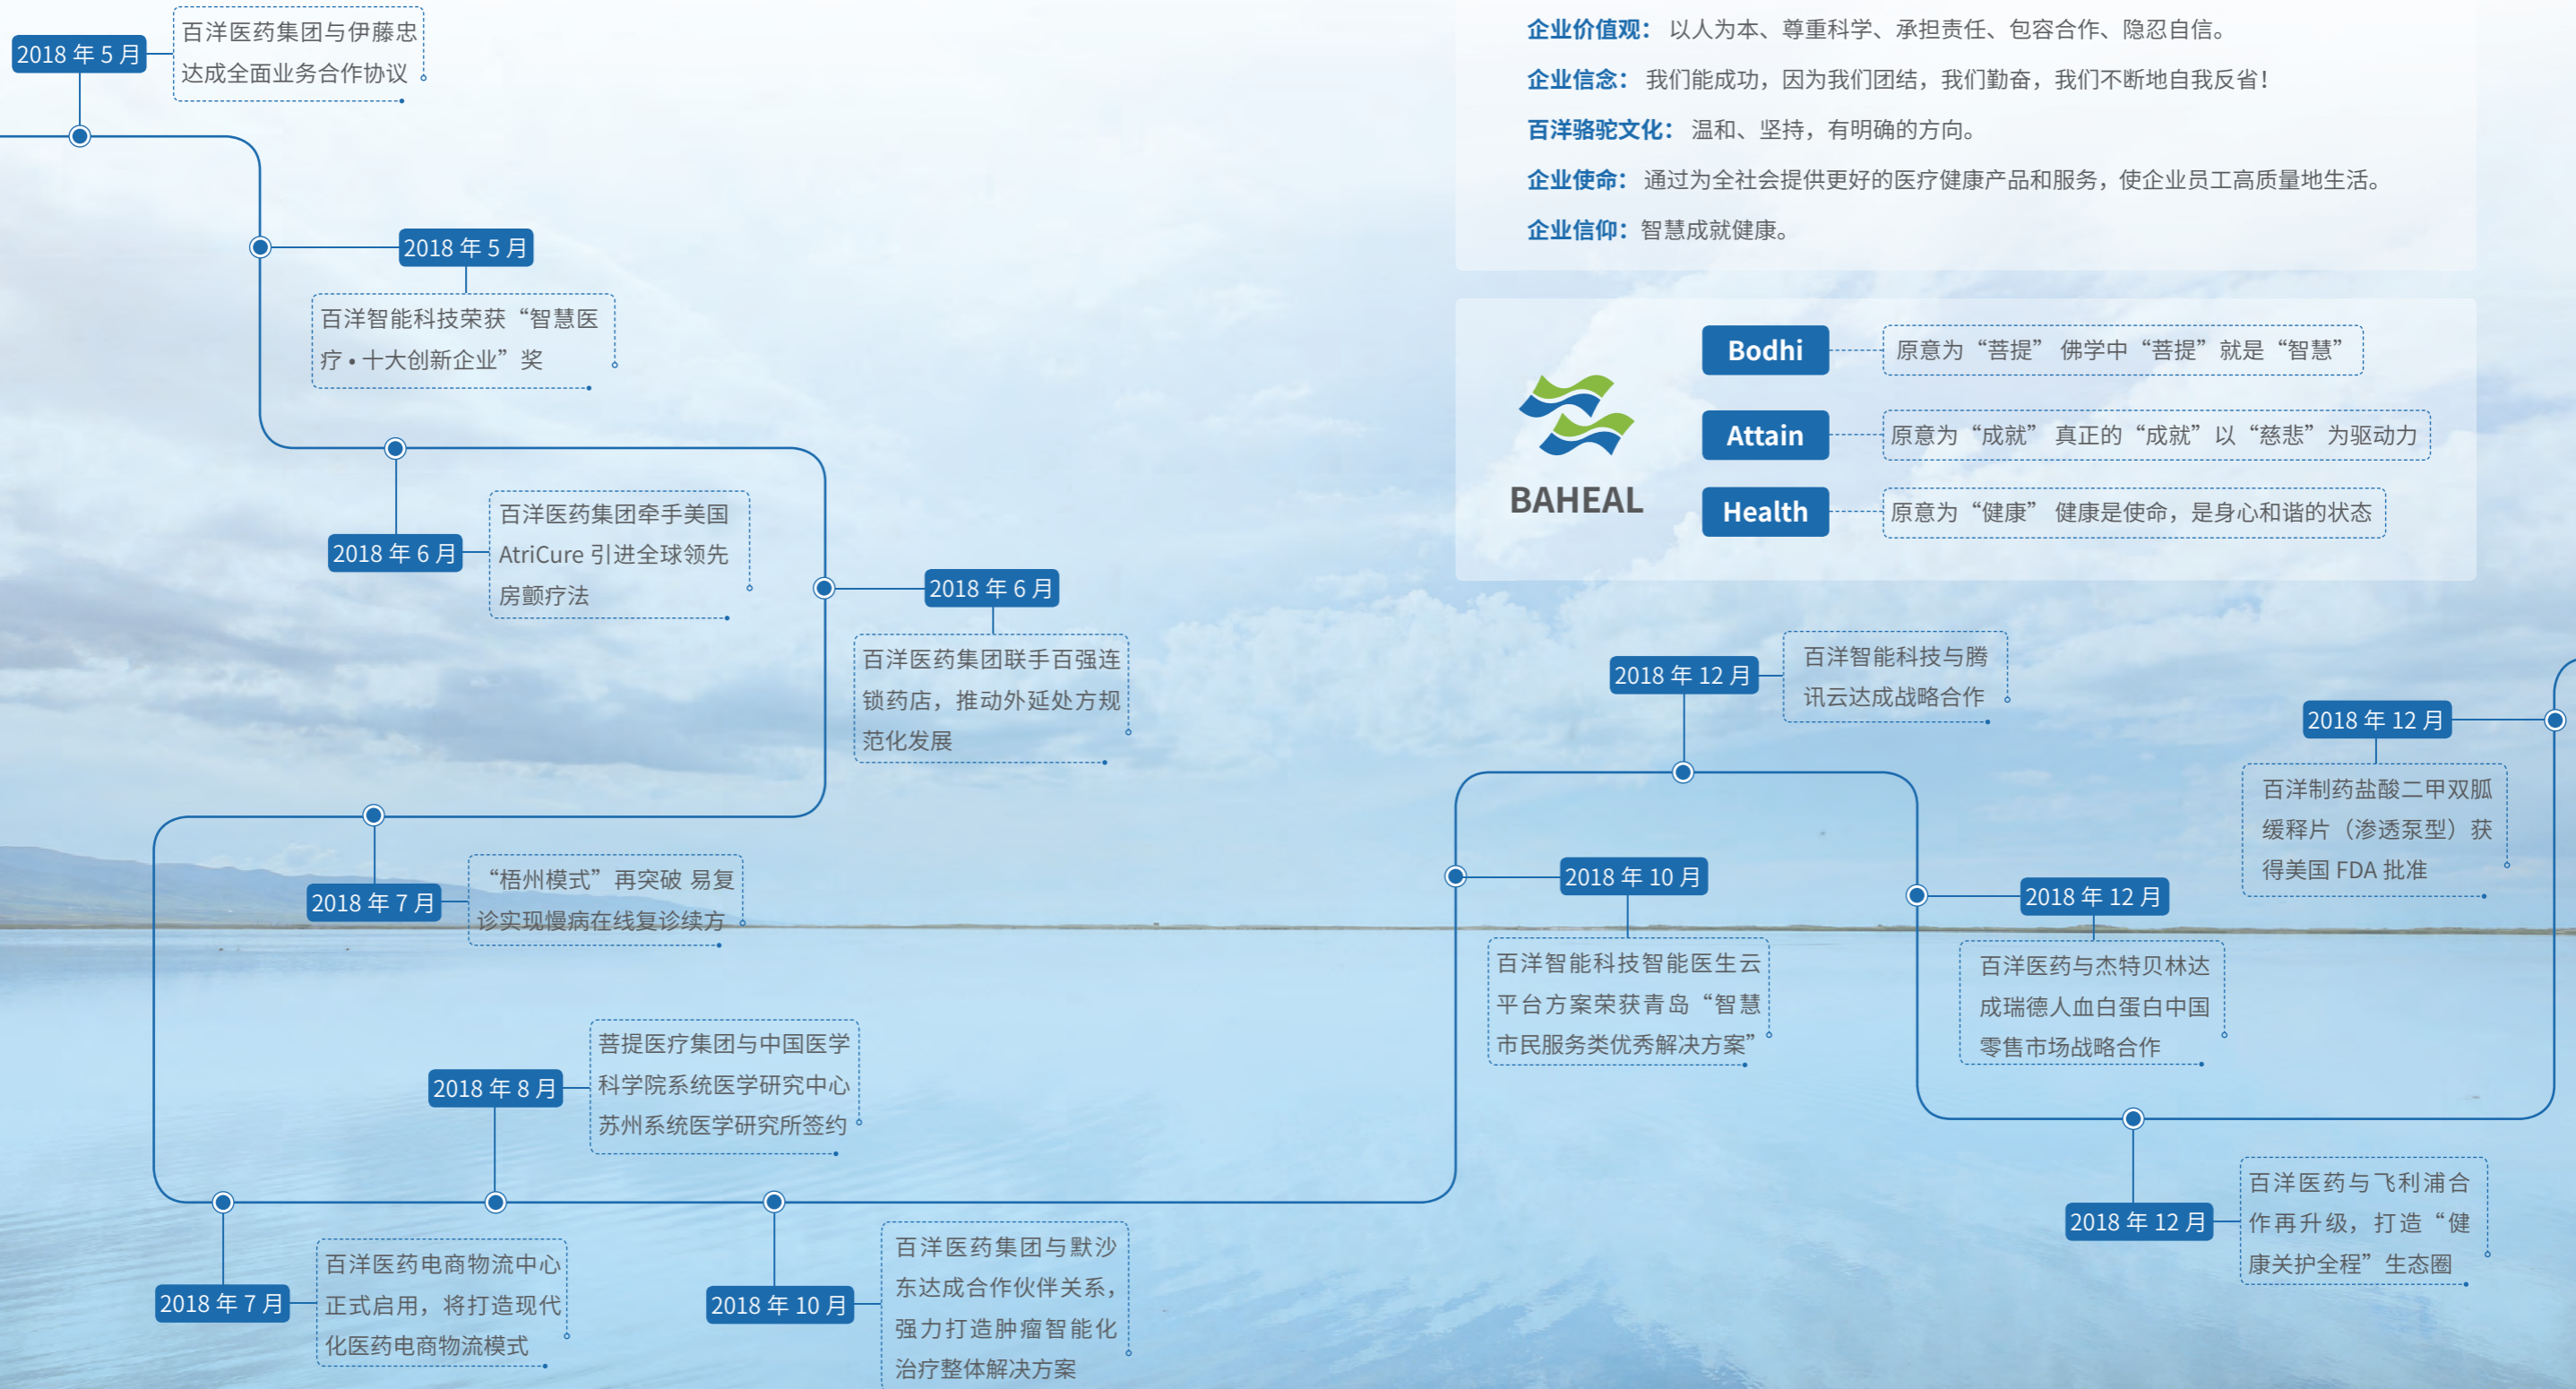 2018 年 5 月
百洋医药集团与伊藤忠
达成全面业务合作协议
2018 年 5 月
百洋智能科技荣获“智慧医
疗 • 十大创新企业”奖
2018 年 6 月
百洋医药集团牵手美国
AtriCure 引进全球领先
房颤疗法
2018 年 6 月
百洋医药集团联手百强连
锁药店，推动外延处方规
范化发展
2018 年 7 月
“梧州模式”再突破 易复
诊实现慢病在线复诊续方
2018 年 7 月
百洋医药电商物流中心
正式启用，将打造现代
化医药电商物流模式
2018 年 8 月
菩提医疗集团与中国医学
科学院系统医学研究中心
苏州系统医学研究所签约
2018 年 10 月
百洋医药集团与默沙
东达成合作伙伴关系，
强力打造肿瘤智能化
治疗整体解决方案
企业价值观： 以人为本、尊重科学、承担责任、包容合作、隐忍自信。
企业信念： 我们能成功，因为我们团结，我们勤奋，我们不断地自我反省！
百洋骆驼文化： 温和、坚持，有明确的方向。
企业使命： 通过为全社会提供更好的医疗健康产品和服务，使企业员工高质量地生活。
企业信仰：智慧成就健康。
BAHEAL
Bodhi
原意为“菩提” 佛学中“菩提”就是“智慧”
Attain
原意为“成就” 真正的“成就”以“慈悲”为驱动力
Health
原意为“健康” 健康是使命，是身心和谐的状态
2018 年 10 月
百洋智能科技智能医生云
平台方案荣获青岛“智慧
市民服务类优秀解决方案”
2018 年 12 月
百洋智能科技与腾
讯云达成战略合作
2018 年 12 月
百洋医药与杰特贝林达
成瑞德人血白蛋白中国
零售市场战略合作
2018 年 12 月
百洋医药与飞利浦合
作再升级，打造“健
康关护全程”生态圈
2018 年 12 月
百洋制药盐酸二甲双胍
缓释片（渗透泵型）获
得美国 FDA 批准